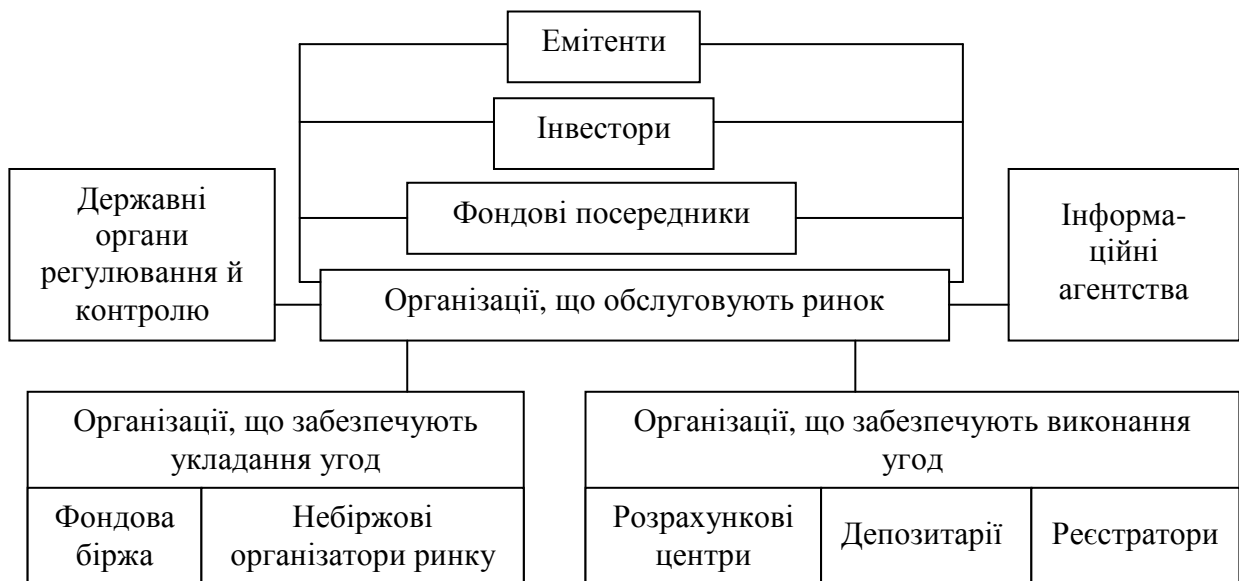 Емітенти
Інвестори
Фондові посередники
Державні
органи
регулювання й
контролю
Організації, що обслуговують ринок
Інформа-
ційні
агентства
Організації, що забезпечують
укладання угод
Фондова
біржа
Небіржові
організатори ринку
Організації, що забезпечують виконання
угод
Розрахункові
центри
Депозитарії
Реєстратори